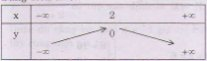 x -∞ 2 +∞
y 0
-∞ +∞